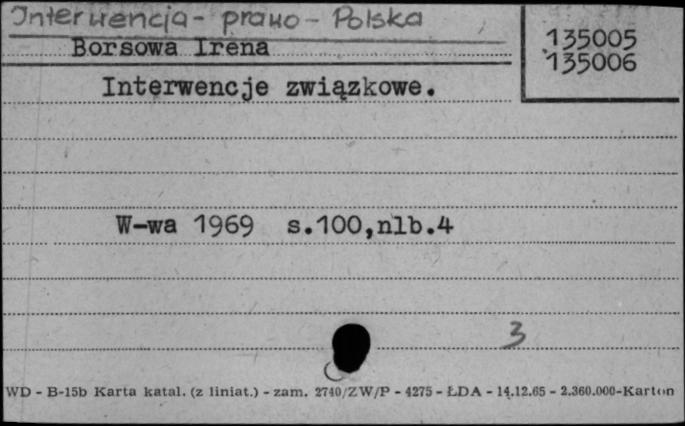 Interwencja - prawo - Polska
135005
Borsowa Irena
135006
Interwencje związkowe.
W-wa 1969 s.100,nlb.4
3
WD - B-15b Karta katal. (z liniat.) - zam. 2740/ZW/P - 4275 - ŁDA - 14.12.65 - 2.360.000-Karton